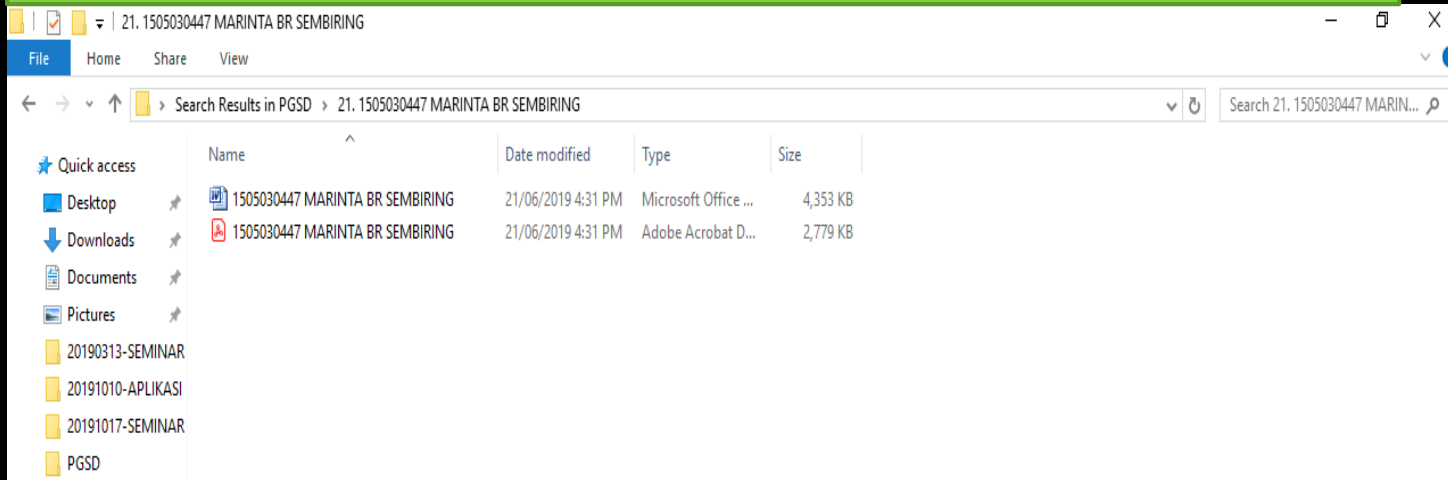 21. 1505030447 MARINTA BR SEMBIRING
File Home Share View
Search Results in PGSD › 21. 1505030447 MARINTA BR SEMBIRING Search 21. 1505030447 MARIN...
Quick access
Desktop
Downloads
Documents
Pictures
20190313-SEMINAR
20191010-APLIKASI
20191017-SEMINAR
PGSD
Name Date modified Type Size
1505030447 MARINTA BR SEMBIRING 21/06/2019 4:31 PM Microsoft Office ... 4,353 KB
1505030447 MARINTA BR SEMBIRING 21/06/2019 4:31 PM Adobe Acrobat D... 2,779 KB